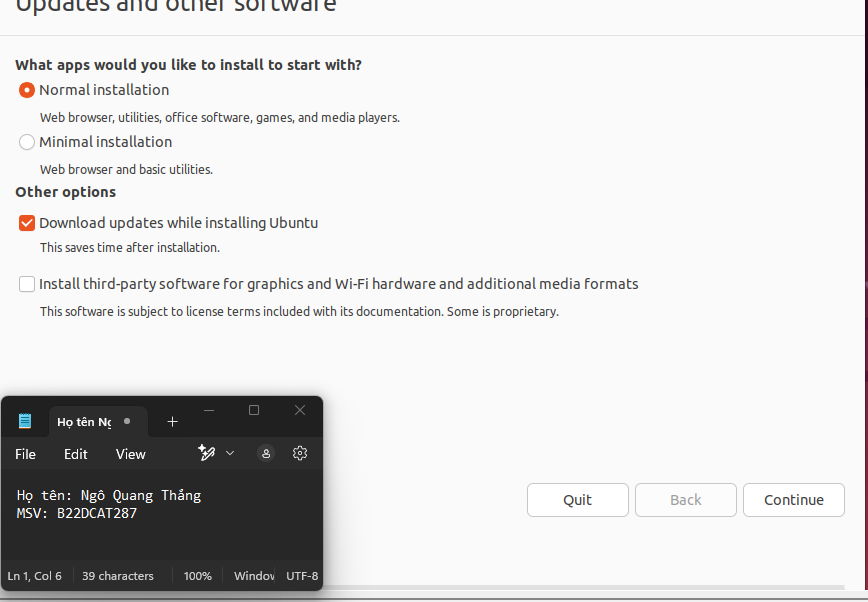 Updates and other software
What apps would you like to install to start with?
Normal installation
Web browser, utilities, office software, games, and media players.
Minimal installation
Web browser and basic utilities.
Other options
Download updates while installing Ubuntu
This saves time after installation.
Install third-party software for graphics and Wi-Fi hardware and additional media formats
This software is subject to license terms included with its documentation. Some is proprietary.
Họ tên Ng
File Edit View
Họ tên: Ngô Quang Thắng
MSV: B22DCAT287
Ln 1, Col 6 39 characters 100% Window UTF-8
Quit Back Continue